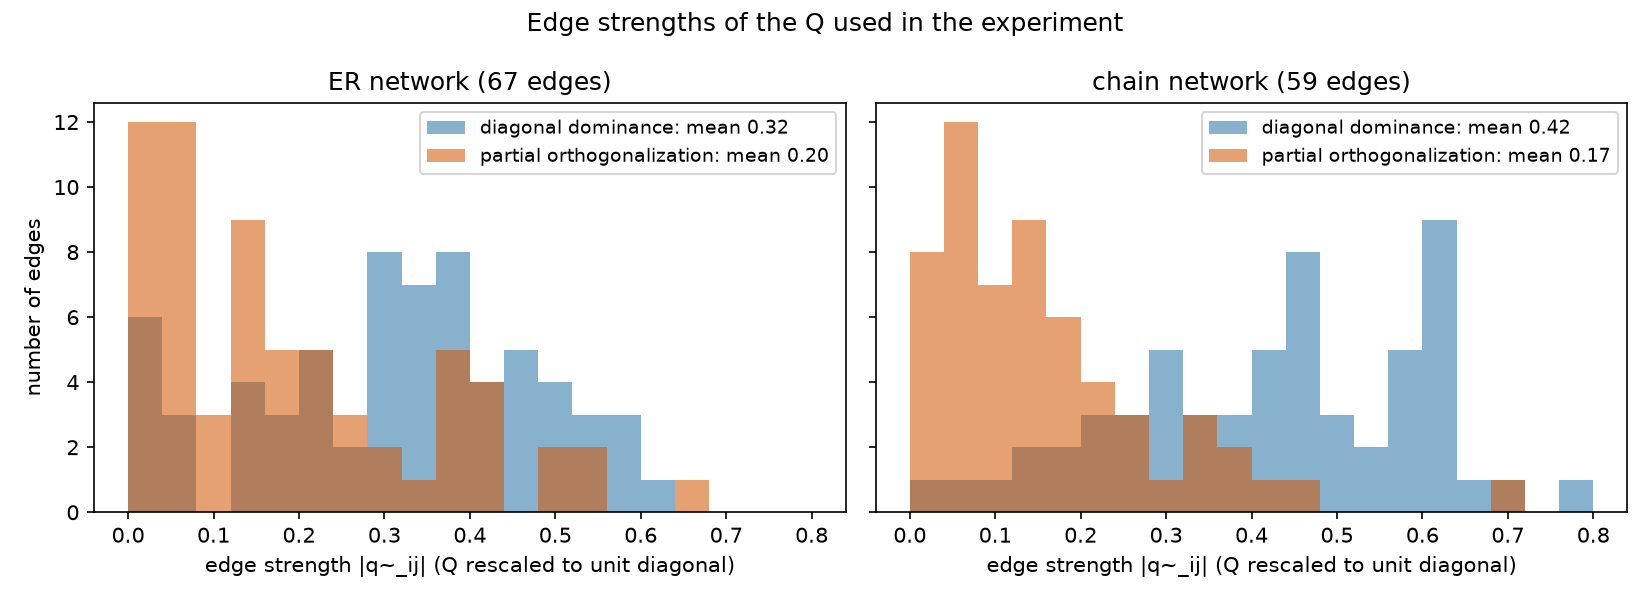 Edge strengths of the Q used in the experiment
ER network (67 edges)
number of edges
12
10
8
6
4
2
0
diagonal dominance: mean 0.32
partial orthogonalization: mean 0.20
0.0 0.1 0.2 0.3 0.4 0.5 0.6 0.7 0.8
edge strength |q~_ij| (Q rescaled to unit diagonal)
chain network (59 edges)
diagonal dominance: mean 0.42
partial orthogonalization: mean 0.17
0.0 0.1 0.2 0.3 0.4 0.5 0.6 0.7 0.8
edge strength |q~_ij| (Q rescaled to unit diagonal)